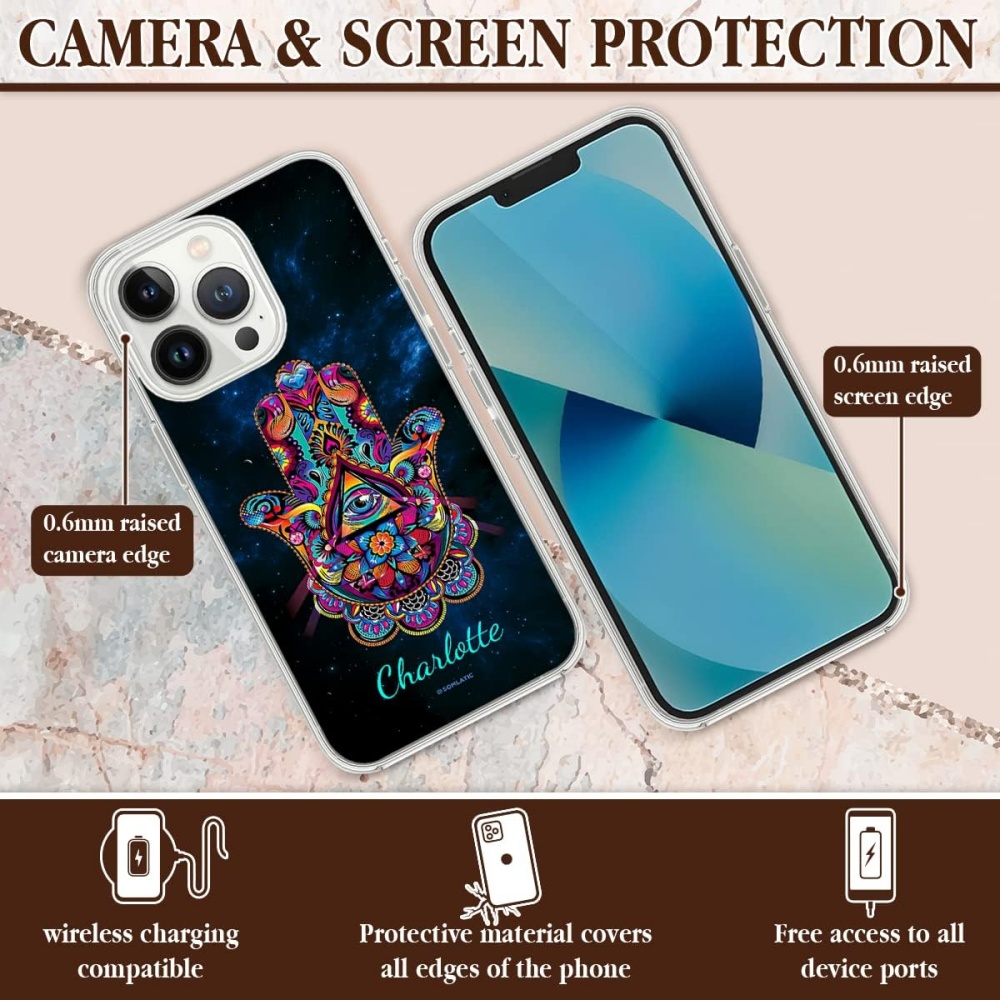 CAMERA & SCREEN PROTECTION
0.6mm raised
screen edge
0.6mm raised
camera edge
Charlotte
@SOMLATIC
wireless charging
compatible
Protective material covers
all edges of the phone
Free access to all
device ports